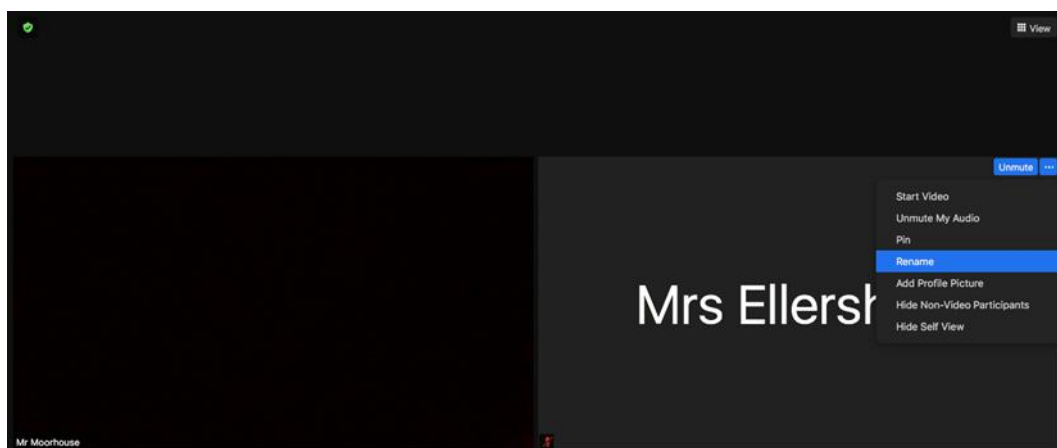 View
Unmute
Start Video
Unmute My Audio
Pin
Rename
Add Profile Picture
Hide Non-Video Participants
Hide Self View
Mrs
Mr Moorhouse